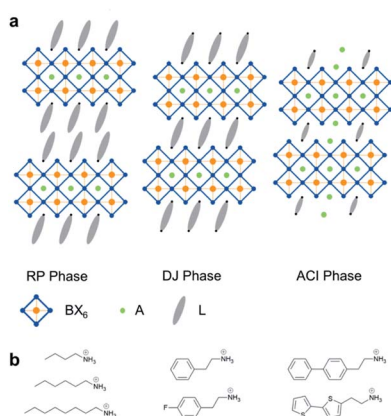 a
RP Phase DJ Phase ACI Phase
BX6 A L
b
NH3 NH3 NH3
⊕ ⊕ ⊕
NH3 F NH3 S S NH3
⊕ ⊕ ⊕
NH3
⊕